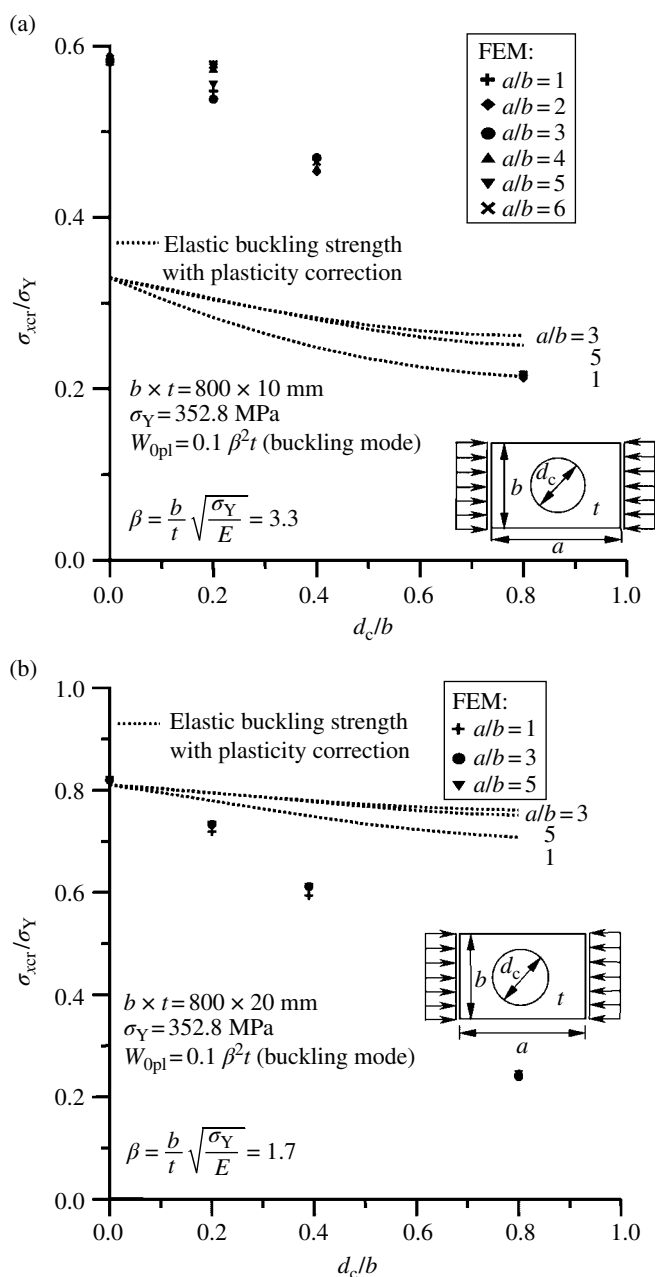 (a)
0.6
0.4
0.2
0.0
σxcr/σY
FEM:
a/b = 1
a/b = 2
a/b = 3
a/b = 4
a/b = 5
a/b = 6
Elastic buckling strength
with plasticity correction
a/b = 3
5
1
b × t = 800 × 10 mm
σY = 352.8 MPa
W0pl = 0.1 β²t (buckling mode)
β = b/t √(σY/E) = 3.3
dc
b
t
a
0.0 0.2 0.4 0.6 0.8 1.0
dc/b
(b)
1.0
0.8
0.6
0.4
0.2
0.0
σxcr/σY
FEM:
a/b = 1
a/b = 3
a/b = 5
Elastic buckling strength
with plasticity correction
a/b = 3
5
1
b × t = 800 × 20 mm
σY = 352.8 MPa
W0pl = 0.1 β²t (buckling mode)
β = b/t √(σY/E) = 1.7
dc
b
t
a
0.0 0.2 0.4 0.6 0.8 1.0
dc/b